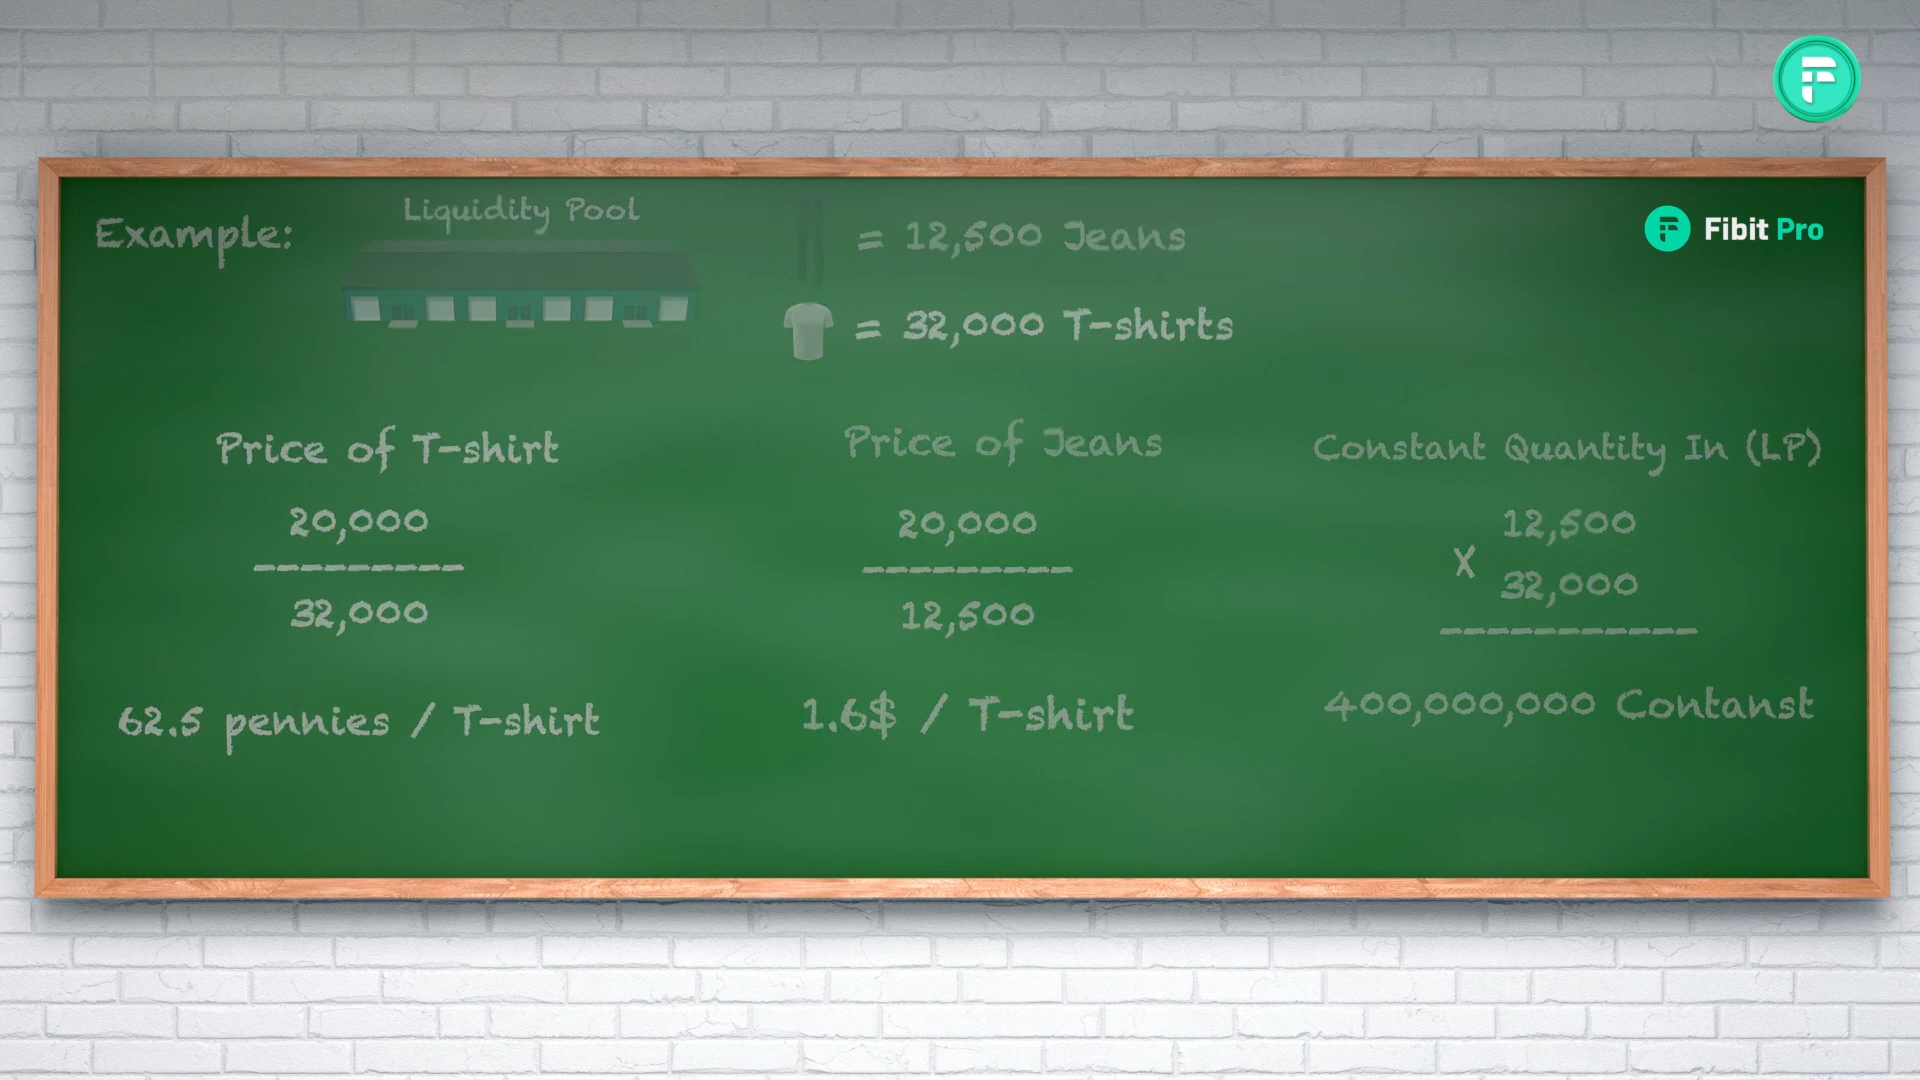 Example:
Liquidity Pool
= 12,500 Jeans
= 32,000 T-shirts
Fibit Pro
Price of T-shirt
20,000
---------
32,000
62.5 pennies / T-shirt
Price of Jeans
20,000
---------
12,500
1.6$ / T-shirt
Constant Quantity In (LP)
12,500
X
32,000
-----------
400,000,000 Contanst